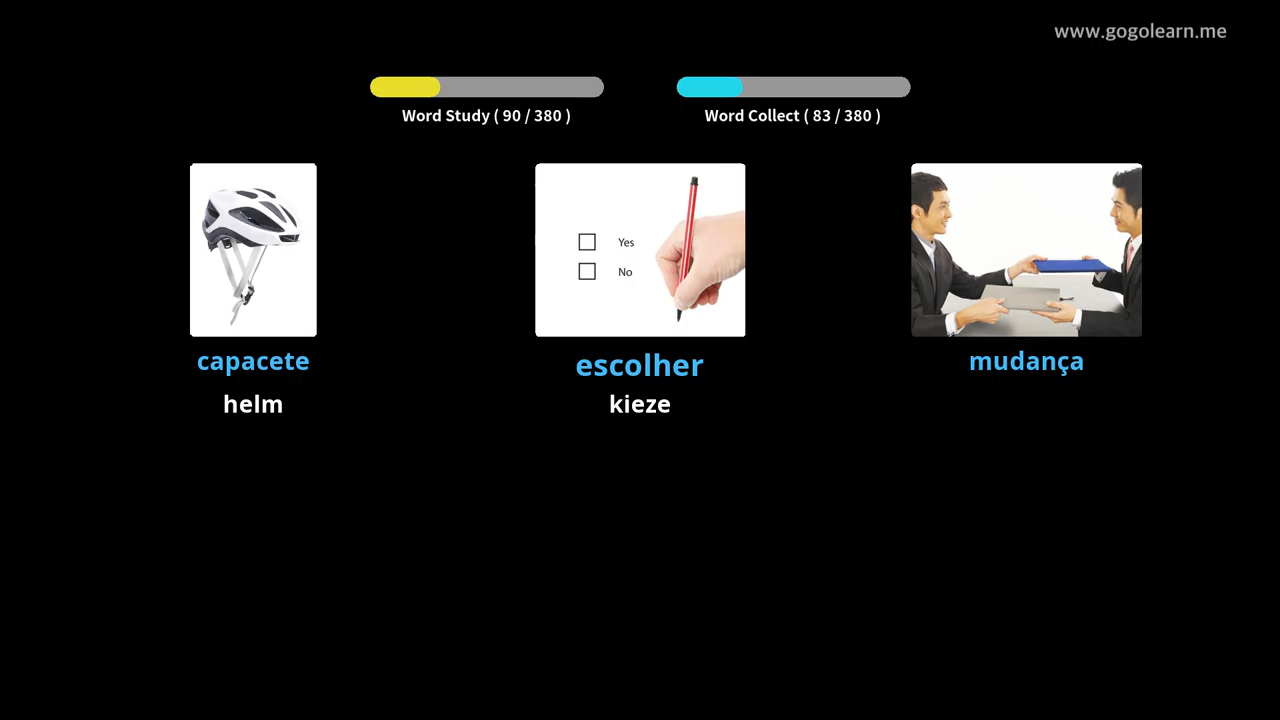 www.gogolearn.me
Word Study ( 90 / 380 )
Word Collect ( 83 / 380 )
Yes
No
capacete
escolher
mudança
helm
kieze